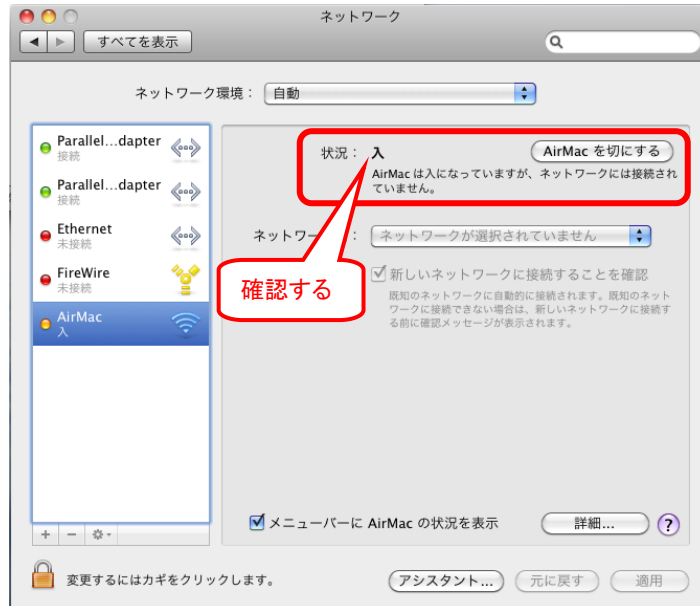 ネットワーク
すべてを表示
ネットワーク環境： 自動
Parallel...dapter
接続
Parallel...dapter
接続
Ethernet
未接続
FireWire
未接続
AirMac
入
状況： 入
AirMac を切にする
AirMac は入になっていますが、ネットワークには接続され
ていません。
ネットワー ： ネットワークが選択されていません
確認する
新しいネットワークに接続することを確認
既知のネットワークに自動的に接続されます。既知のネット
ワークに接続できない場合は、新しいネットワークに接続す
る前に確認メッセージが表示されます。
メニューバーに AirMac の状況を表示
詳細...
?
変更するにはカギをクリックします。
アシスタント...
元に戻す
適用